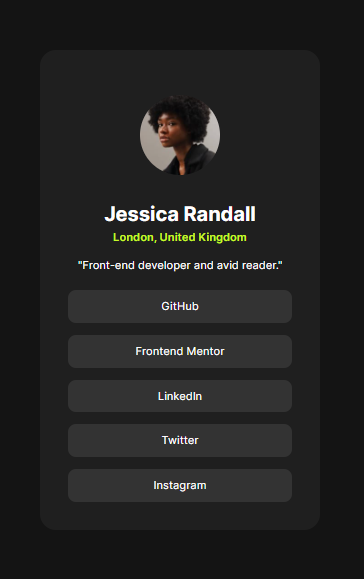 Jessica Randall
London, United Kingdom
"Front-end developer and avid reader."
GitHub
Frontend Mentor
LinkedIn
Twitter
Instagram